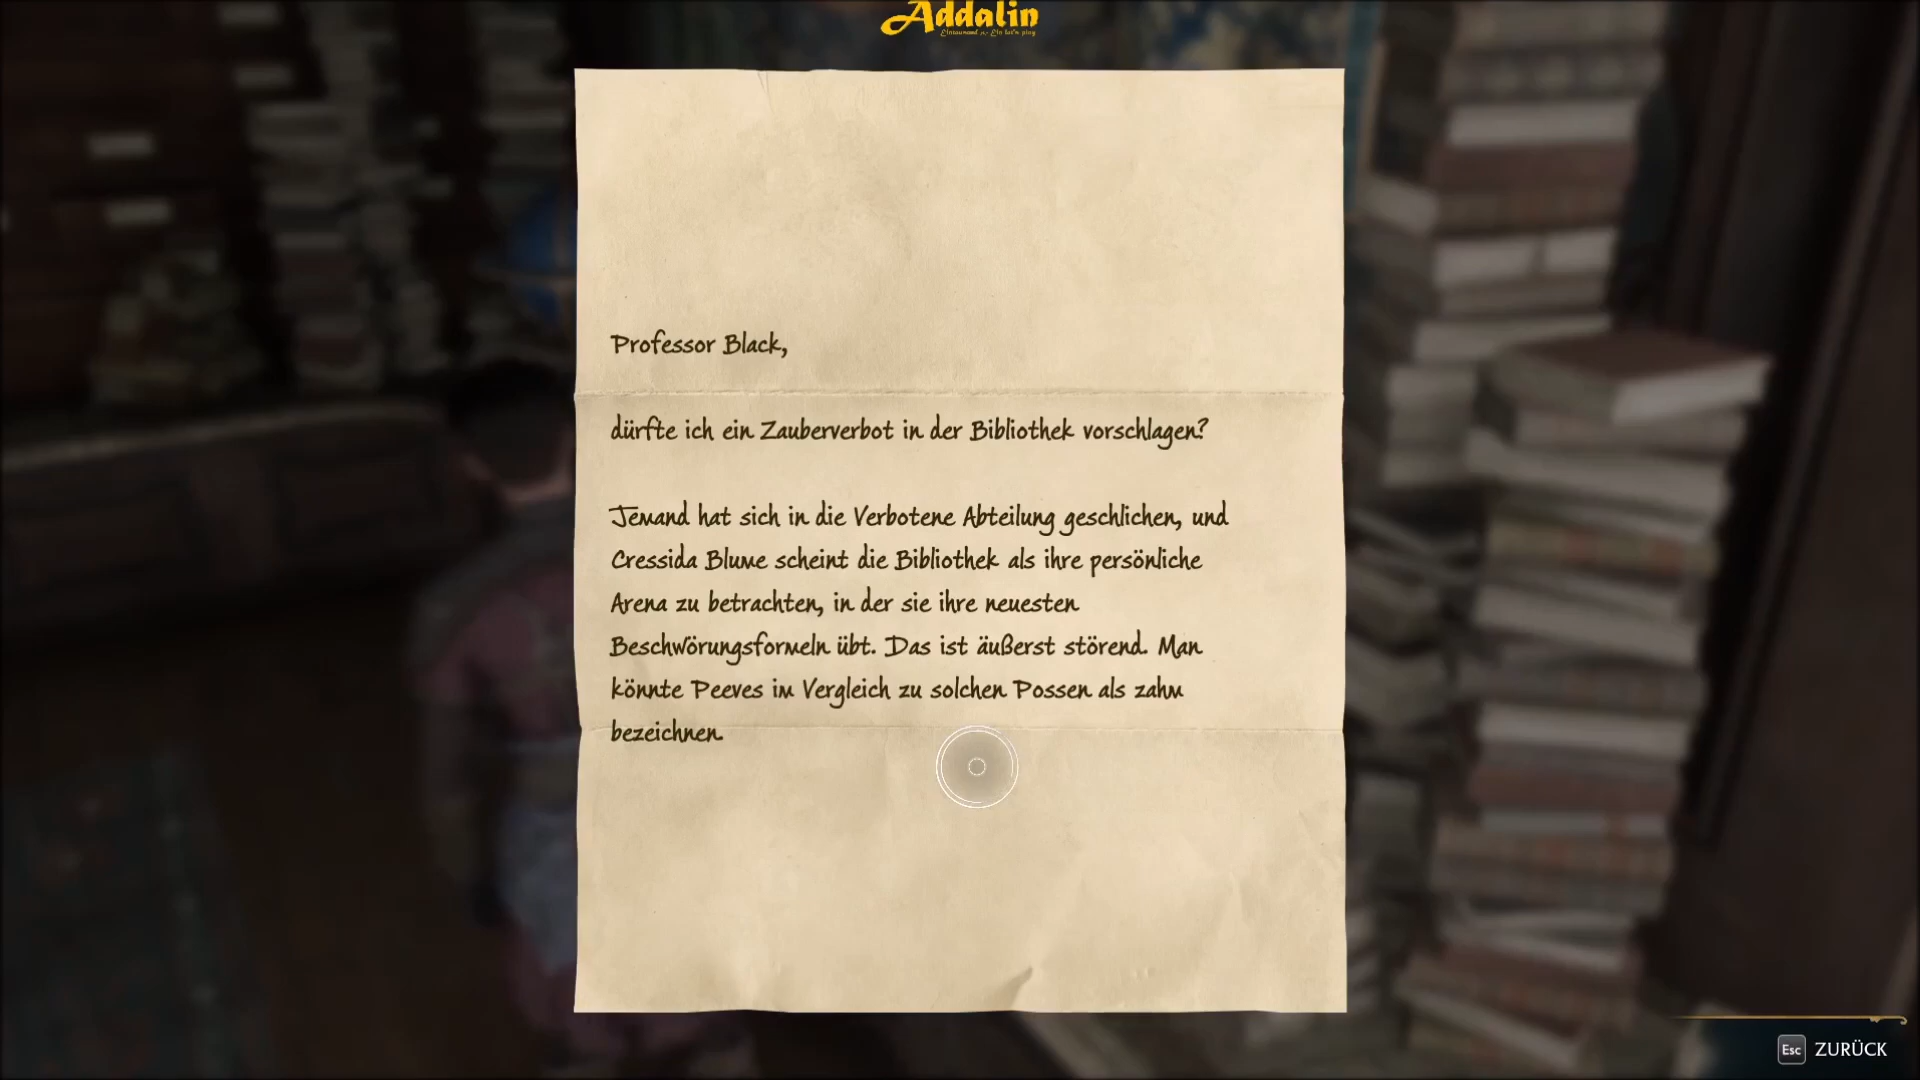 Addalin
Professor Black,
dürfte ich ein Zauberverbot in der Bibliothek vorschlagen?
Jemand hat sich in die Verbotene Abteilung geschlichen, und
Cressida Blume scheint die Bibliothek als ihre persönliche
Arena zu betrachten, in der sie ihre neuesten
Beschwörungsformeln übt. Das ist äußerst störend. Man
könnte Peeves im Vergleich zu solchen Possen als zahm
bezeichnen.
Esc ZURÜCK